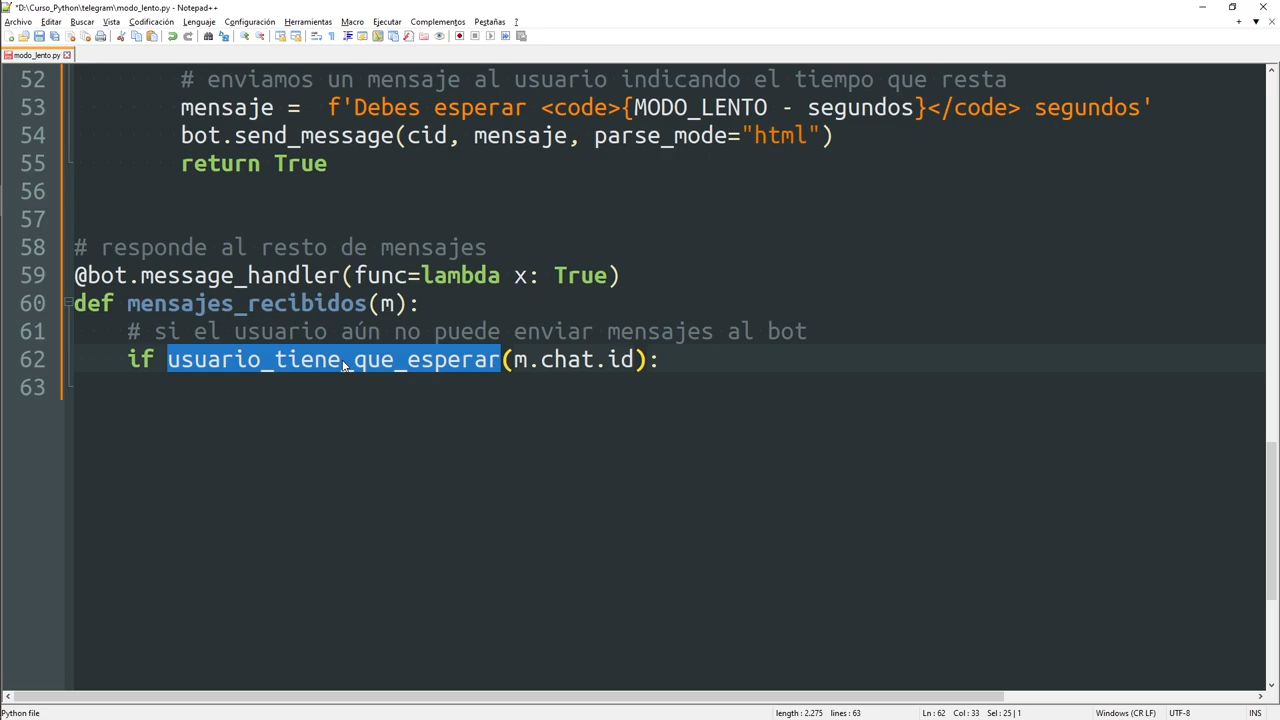 *D:\Curso_Python\telegram\modo_lento.py - Notepad++
Archivo Editar Buscar Vista Codificación Lenguaje Configuración Herramientas Macro Ejecutar Complementos Pestañas ?
modo_lento.py
52 # enviamos un mensaje al usuario indicando el tiempo que resta
53 mensaje = f'Debes esperar <code>{MODO_LENTO - segundos}</code> segundos'
54 bot.send_message(cid, mensaje, parse_mode="html")
55 return True
56
57
58 # responde al resto de mensajes
59 @bot.message_handler(func=lambda x: True)
60 def mensajes_recibidos(m):
61 # si el usuario aún no puede enviar mensajes al bot
62 if usuario_tiene_que_esperar(m.chat.id):
63
Python file length : 2.275 lines : 63 Ln : 62 Col : 33 Sel : 25 | 1 Windows (CR LF) UTF-8 INS